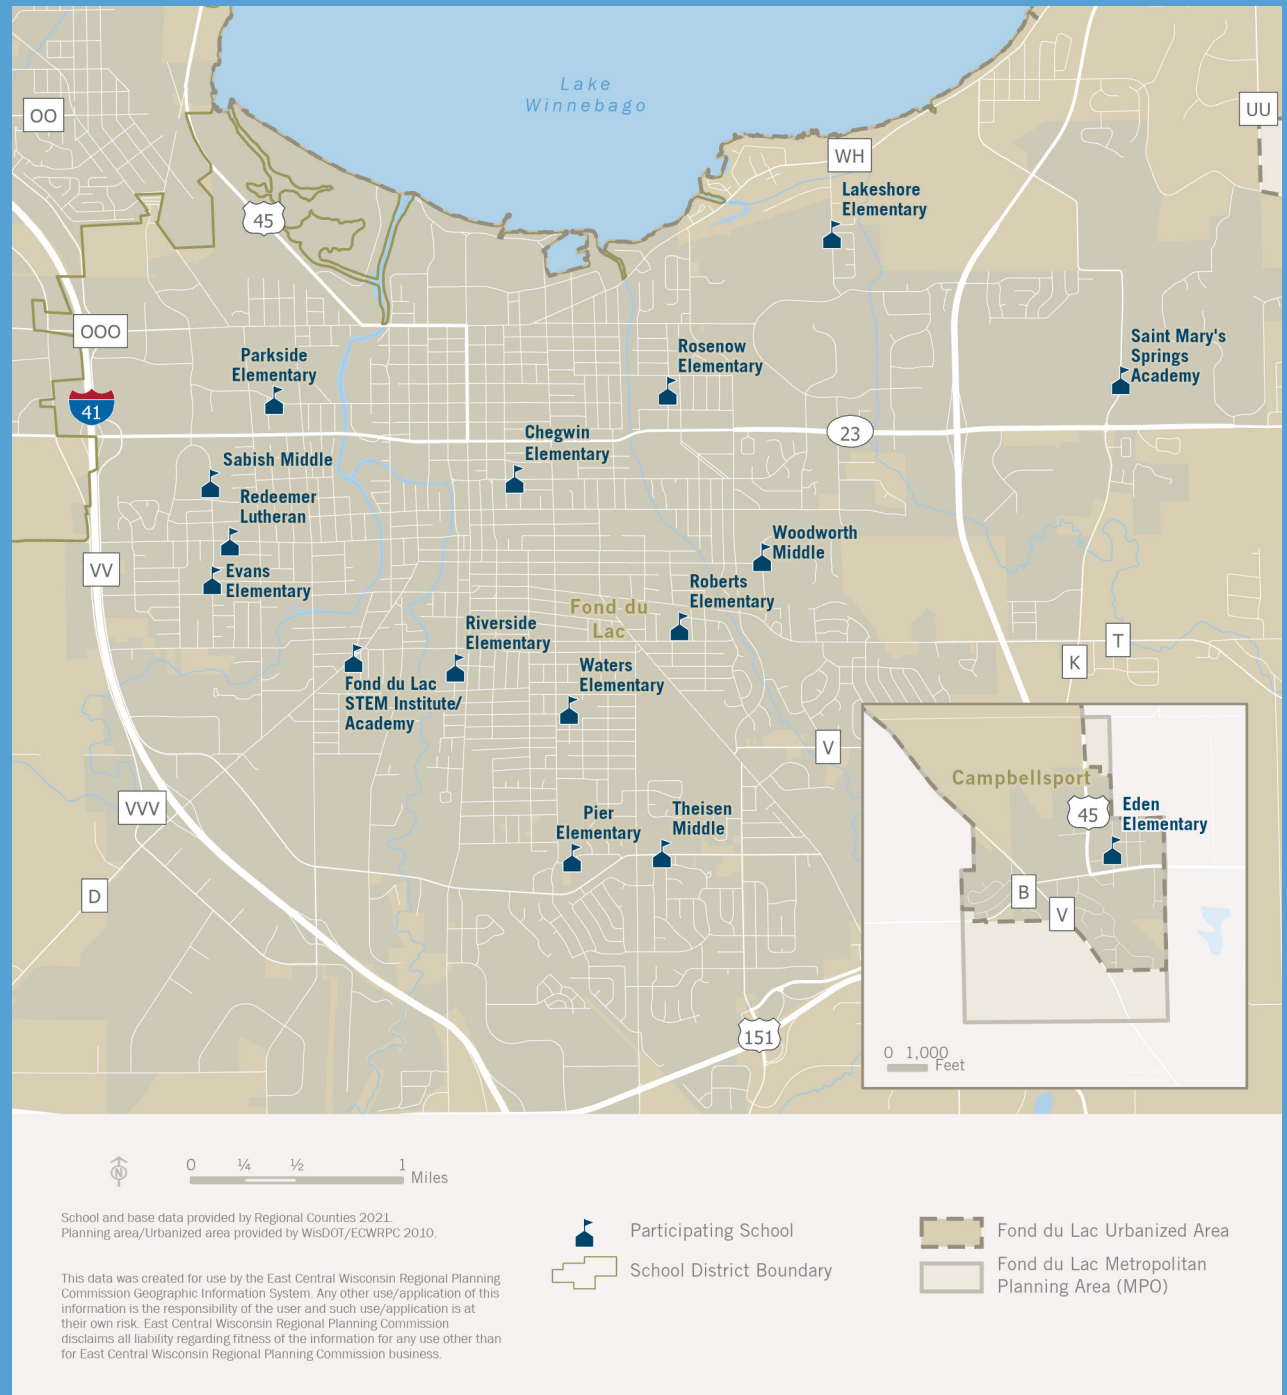 Lake
Winnebago
OO
UU
WH
45
Lakeshore
Elementary
OOO
Saint Mary's
Springs
Academy
Parkside
Elementary
Rosenow
Elementary
41
23
Chegwin
Elementary
Sabish Middle
Redeemer
Lutheran
Woodworth
Middle
VV
Evans
Elementary
Roberts
Elementary
Fond du
Lac
Riverside
Elementary
T
K
Waters
Elementary
Fond du Lac
STEM Institute/
Academy
V
VVV
Pier
Elementary
Theisen
Middle
D
151
Campbellsport
45
Eden
Elementary
B
V
0 1,000
Feet
N
0 ¼ ½ 1
Miles
School and base data provided by Regional Counties 2021.
Planning area/Urbanized area provided by WisDOT/ECWRPC 2010.
This data was created for use by the East Central Wisconsin Regional Planning
Commission Geographic Information System. Any other use/application of this
information is the responsibility of the user and such use/application is at
their own risk. East Central Wisconsin Regional Planning Commission
disclaims all liability regarding fitness of the information for any use other than
for East Central Wisconsin Regional Planning Commission business.
Participating School
School District Boundary
Fond du Lac Urbanized Area
Fond du Lac Metropolitan
Planning Area (MPO)